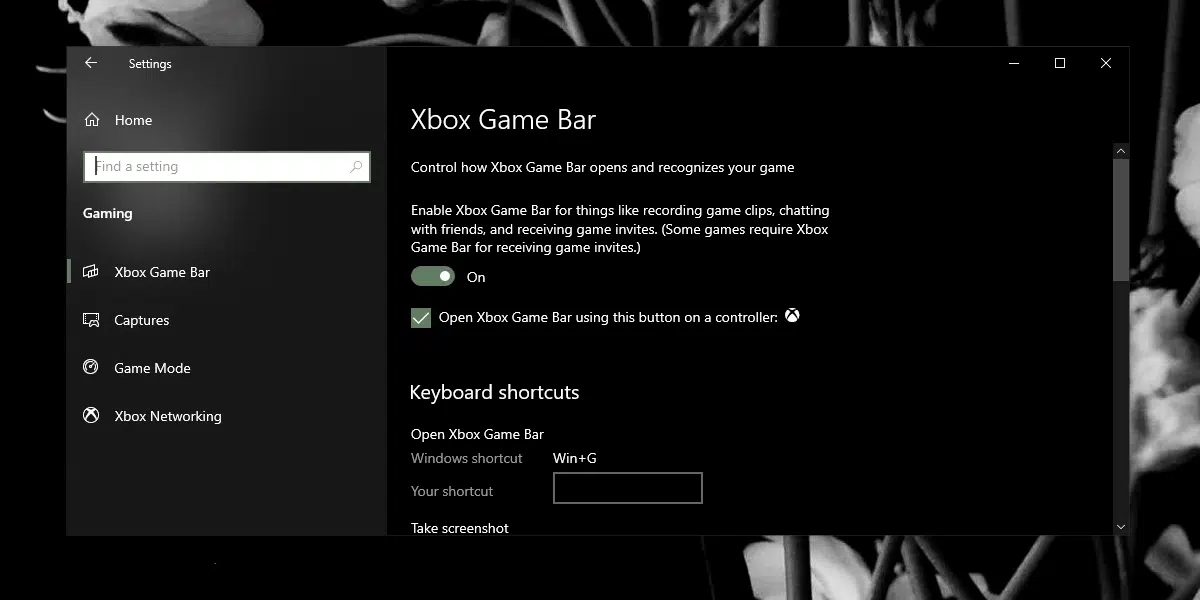 Settings
Home
Find a setting
Gaming
Xbox Game Bar
Captures
Game Mode
Xbox Networking
Xbox Game Bar
Control how Xbox Game Bar opens and recognizes your game
Enable Xbox Game Bar for things like recording game clips, chatting
with friends, and receiving game invites. (Some games require Xbox
Game Bar for receiving game invites.)
On
Open Xbox Game Bar using this button on a controller:
Keyboard shortcuts
Open Xbox Game Bar
Windows shortcut Win+G
Your shortcut
Take screenshot